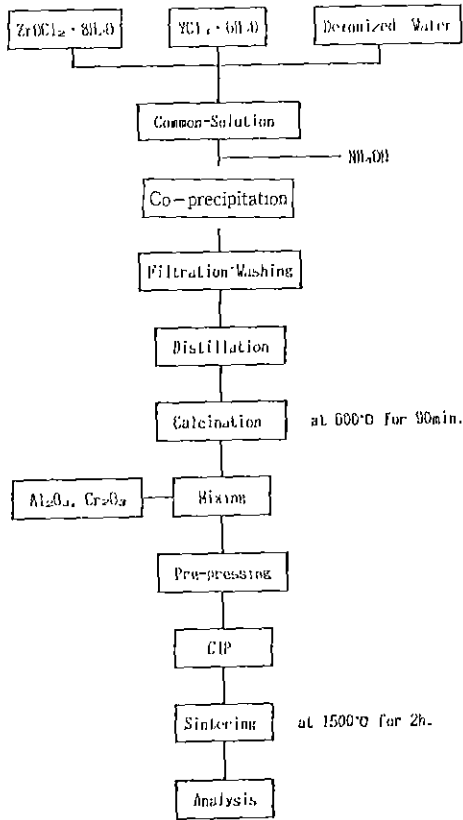 ZrOCl₂·8H₂O YCl₃·6H₂O Deionized Water
Common-Solution
NH₄OH
Co-precipitation
Filtration·Washing
Distillation
Calcination at 600°C for 90min.
Al₂O₃, Cr₂O₃ Mixing
Pre-pressing
CIP
Sintering at 1500°C for 2h.
Analysis